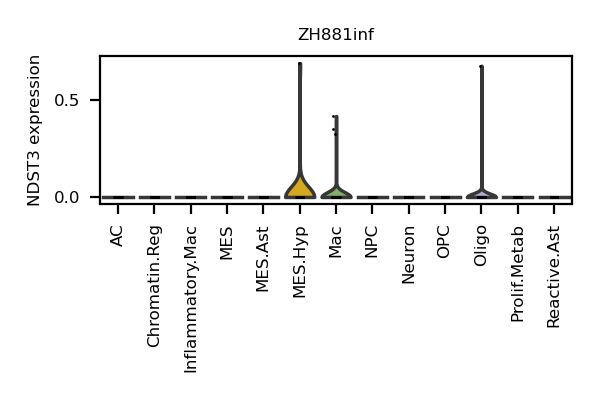 ZH881inf
NDST3 expression
0.5
0.0
AC
Chromatin.Reg
Inflammatory.Mac
MES
MES.Ast
MES.Hyp
Mac
NPC
Neuron
OPC
Oligo
Prolif.Metab
Reactive.Ast